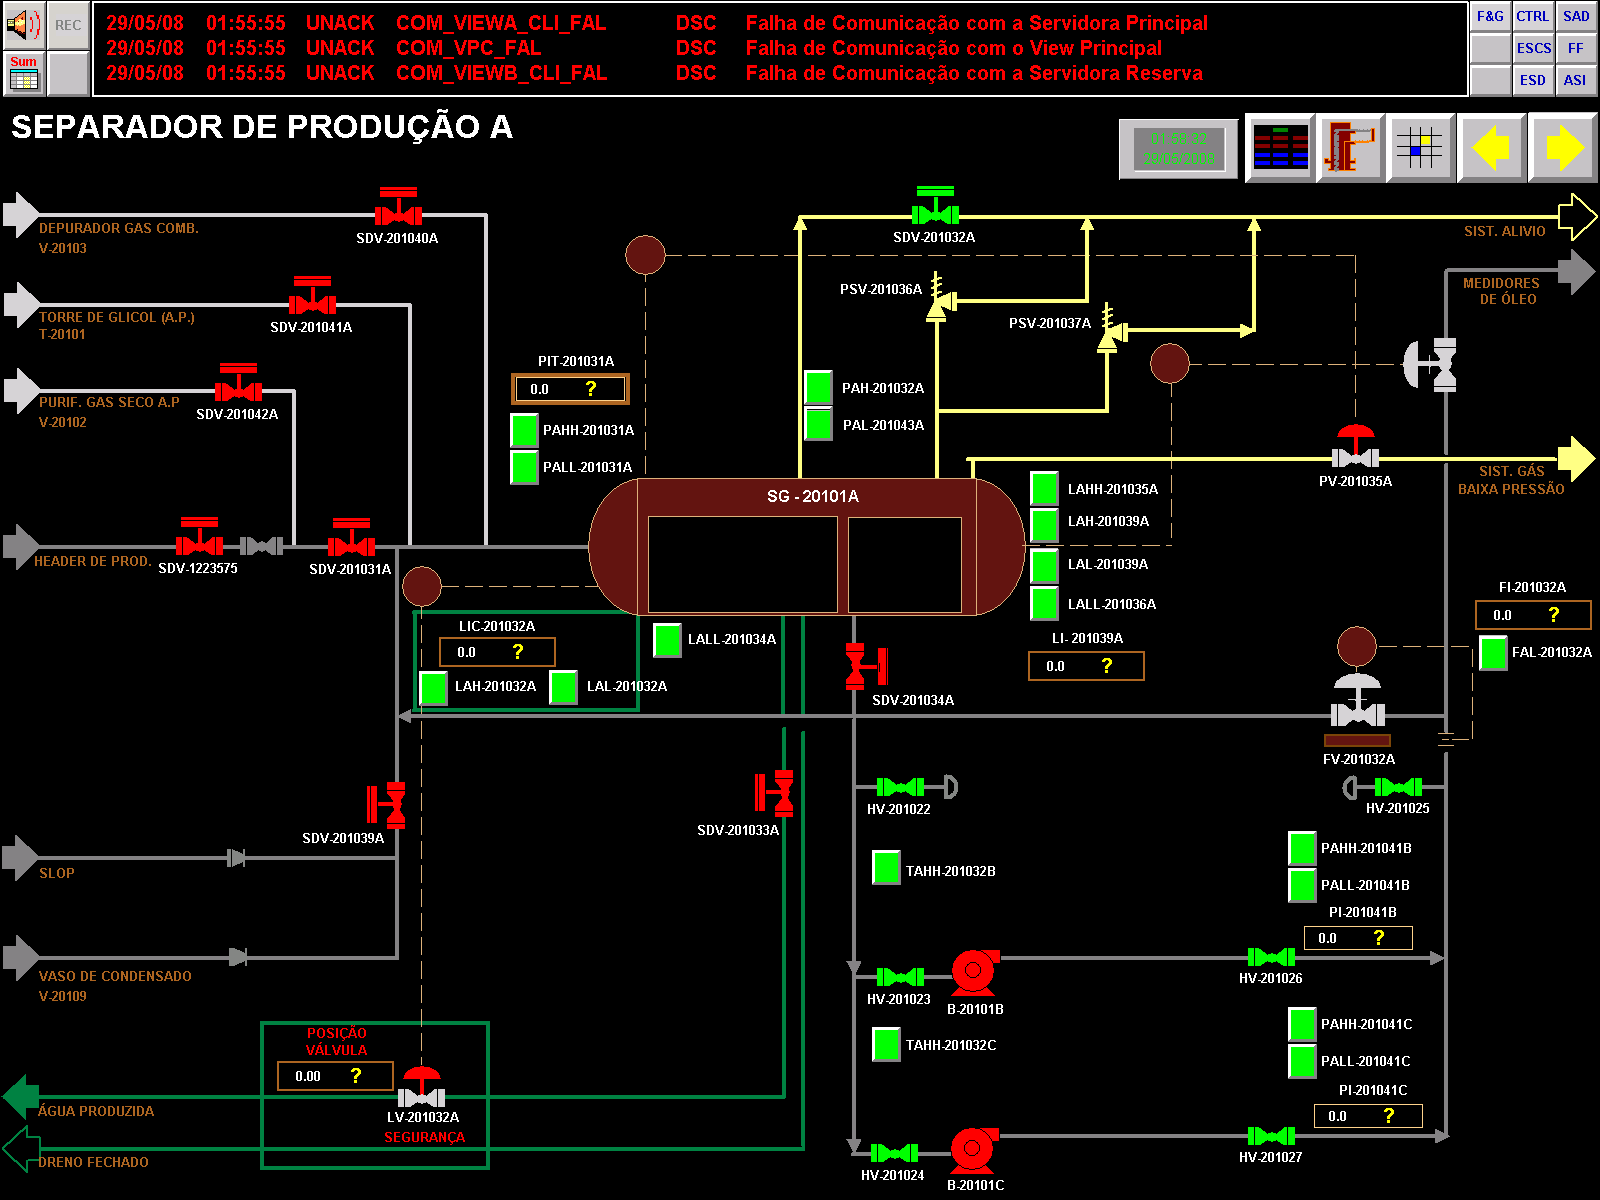 REC
Sum
29/05/08 01:55:55 UNACK COM_VIEWA_CLI_FAL DSC Falha de Comunicação com a Servidora Principal
29/05/08 01:55:55 UNACK COM_VPC_FAL DSC Falha de Comunicação com o View Principal
29/05/08 01:55:55 UNACK COM_VIEWB_CLI_FAL DSC Falha de Comunicação com a Servidora Reserva
F&G CTRL SAD
ESCS FF
ESD ASI
SEPARADOR DE PRODUÇÃO A
DEPURADOR GAS COMB.
V-20103
SDV-201040A
TORRE DE GLICOL (A.P.)
T-20101
SDV-201041A
PURIF. GAS SECO A.P
V-20102
SDV-201042A
HEADER DE PROD.
SDV-1223575
SDV-201031A
SDV-201032A
SIST. ALIVIO
MEDIDORES
DE ÓLEO
PSV-201036A
PSV-201037A
PIT-201031A
0.0 ?
PAHH-201031A
PALL-201031A
PAH-201032A
PAL-201043A
SIST. GÁS
BAIXA PRESSÃO
PV-201035A
SG - 20101A
LAHH-201035A
LAH-201039A
LAL-201039A
LALL-201036A
LI- 201039A
0.0 ?
FI-201032A
0.0 ?
FAL-201032A
LIC-201032A
0.0 ?
LAH-201032A
LAL-201032A
LALL-201034A
SDV-201034A
FV-201032A
SDV-201039A
SDV-201033A
HV-201022
HV-201025
SLOP
TAHH-201032B
PAHH-201041B
PALL-201041B
PI-201041B
0.0 ?
VASO DE CONDENSADO
V-20109
HV-201023
B-20101B
HV-201026
TAHH-201032C
PAHH-201041C
PALL-201041C
PI-201041C
0.0 ?
POSIÇÃO
VÁLVULA
0.00 ?
LV-201032A
SEGURANÇA
ÁGUA PRODUZIDA
DRENO FECHADO
HV-201024
B-20101C
HV-201027